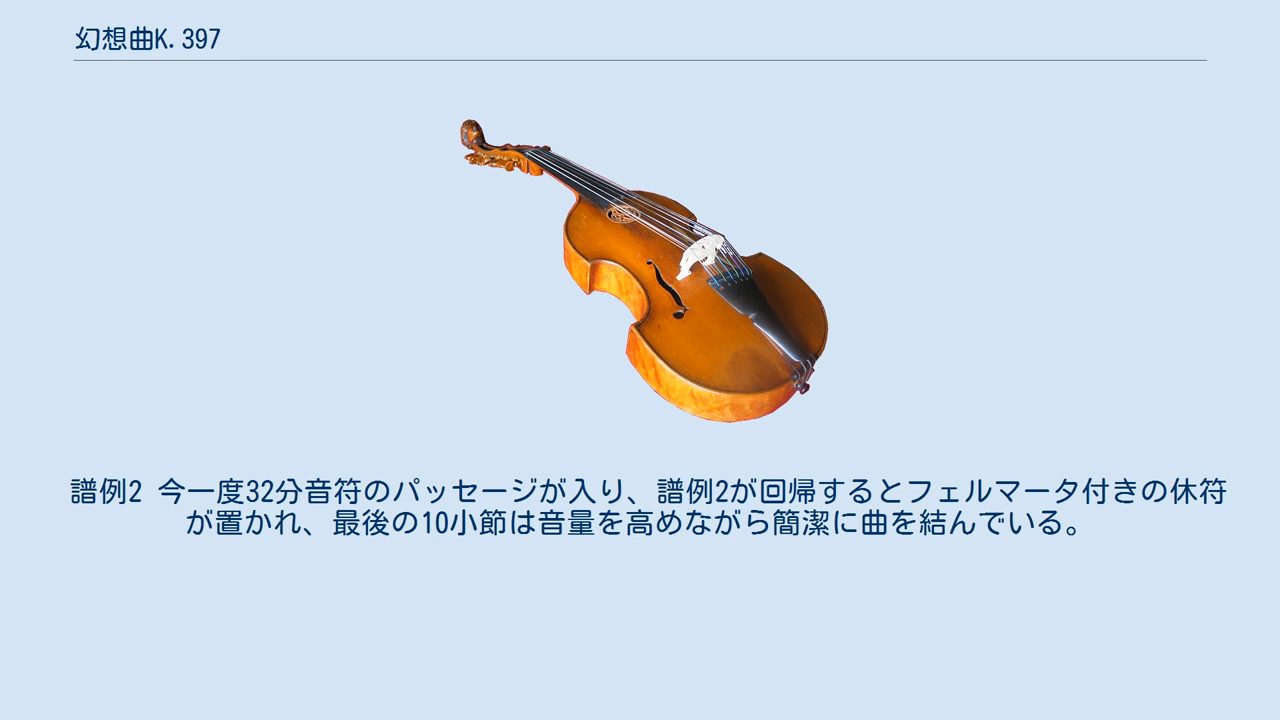 幻想曲K.397
譜例2 今一度32分音符のパッセージが入り、譜例2が回帰するとフェルマータ付きの休符
が置かれ、最後の10小節は音量を高めながら簡潔に曲を結んでいる。